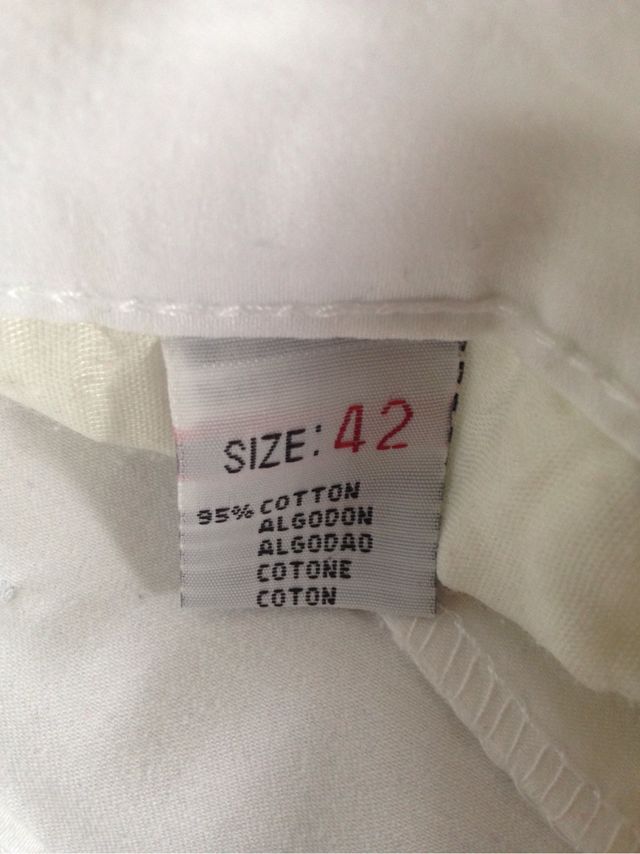 SIZE: 42
95% COTTON
ALGODON
ALGODAO
COTONE
COTON